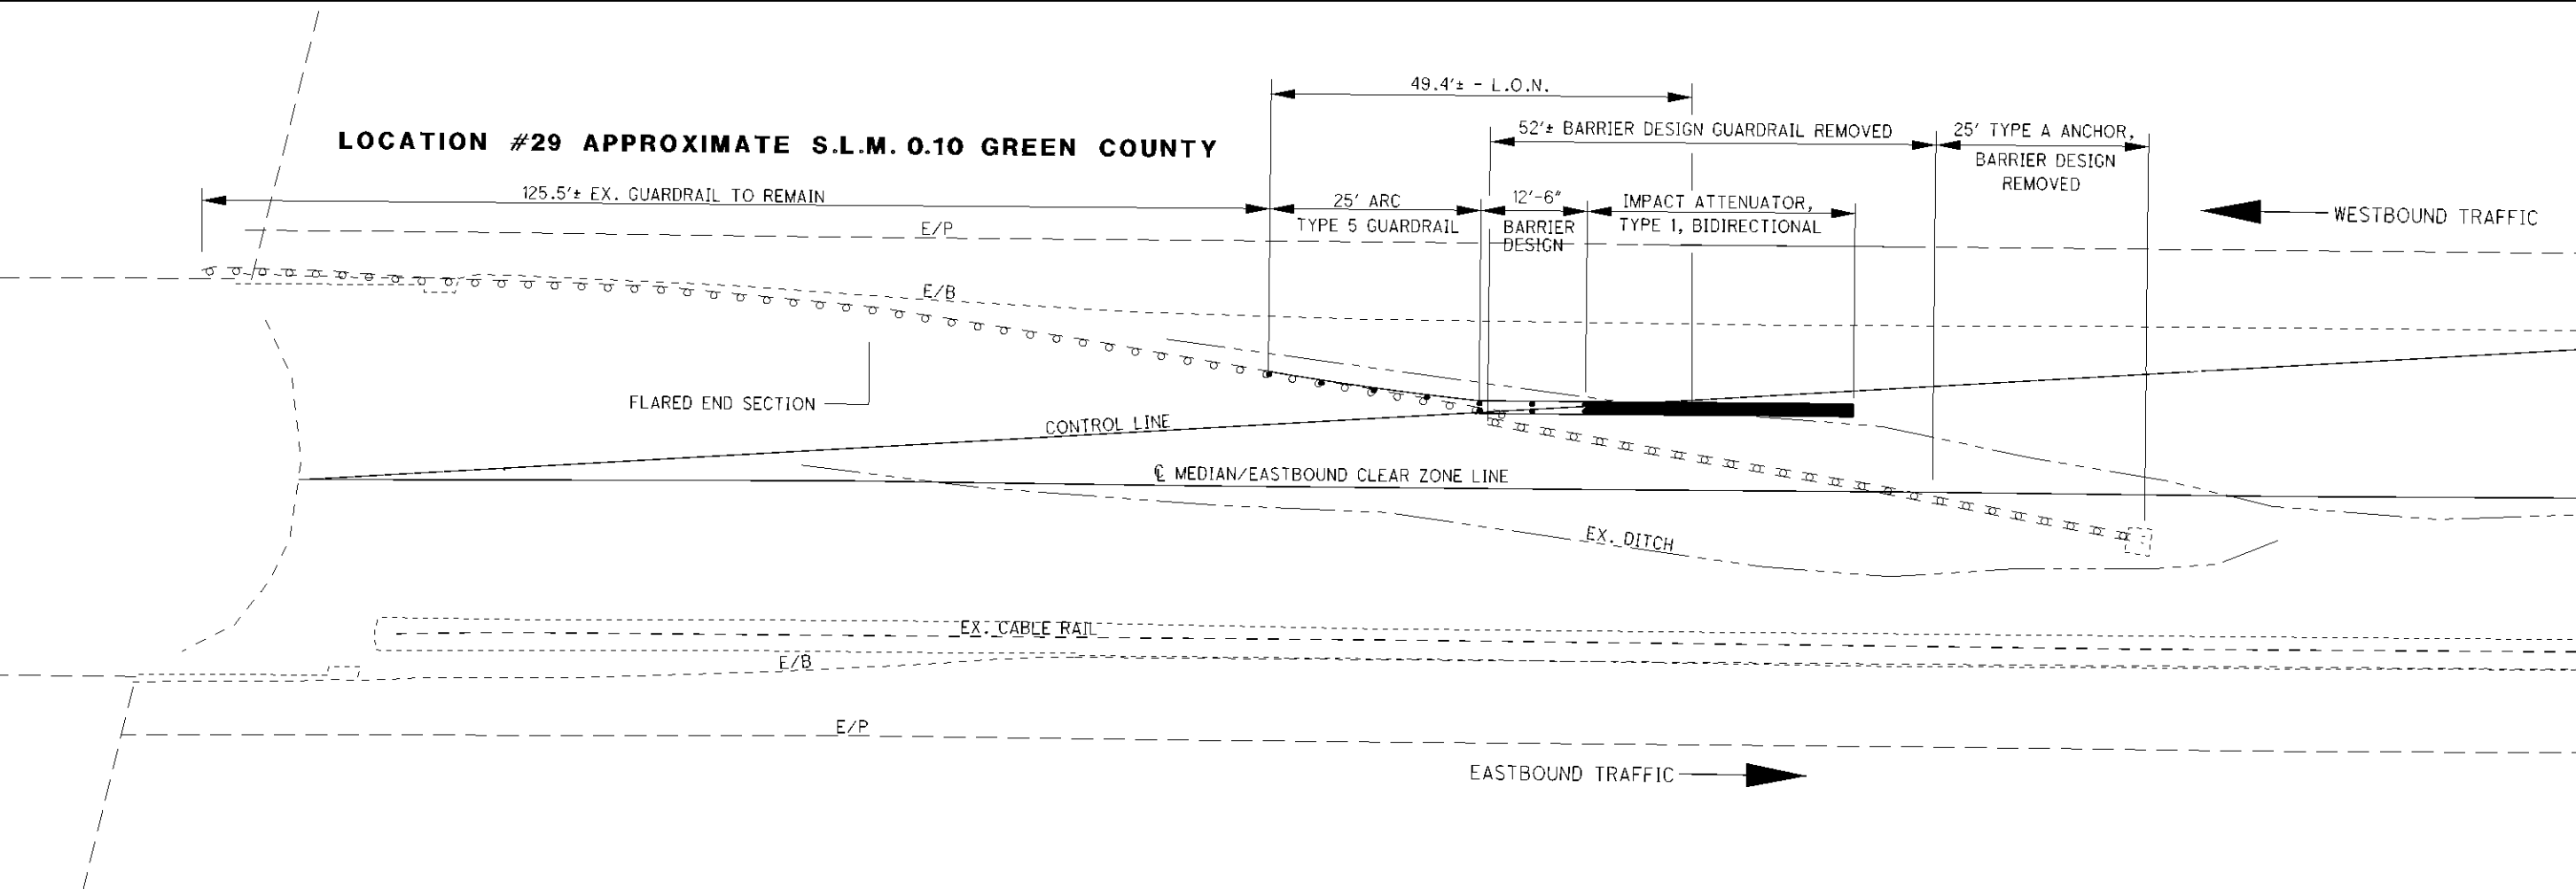 49.4'± - L.O.N.
LOCATION #29 APPROXIMATE S.L.M. 0.10 GREEN COUNTY
52'± BARRIER DESIGN GUARDRAIL REMOVED
25' TYPE A ANCHOR,
BARRIER DESIGN
REMOVED
125.5'± EX. GUARDRAIL TO REMAIN
25' ARC
TYPE 5 GUARDRAIL
12'-6"
BARRIER
DESIGN
IMPACT ATTENUATOR,
TYPE 1, BIDIRECTIONAL
WESTBOUND TRAFFIC
E/P
E/B
FLARED END SECTION
CONTROL LINE
℄ MEDIAN/EASTBOUND CLEAR ZONE LINE
EX. DITCH
EX. CABLE RAIL
E/B
E/P
EASTBOUND TRAFFIC